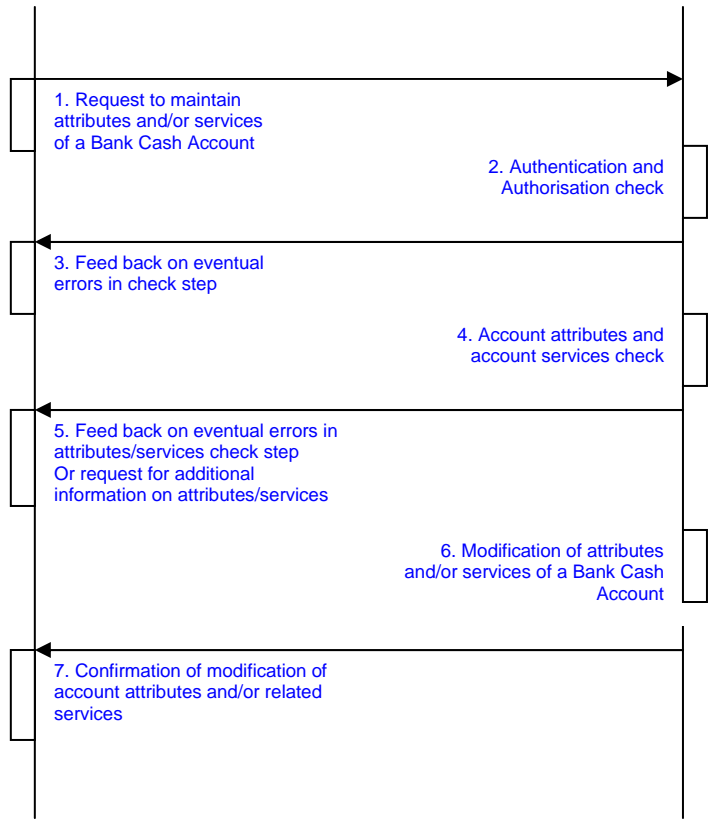 1. Request to maintain
attributes and/or services
of a Bank Cash Account
2. Authentication and
Authorisation check
3. Feed back on eventual
errors in check step
4. Account attributes and
account services check
5. Feed back on eventual errors in
attributes/services check step
Or request for additional
information on attributes/services
6. Modification of attributes
and/or services of a Bank Cash
Account
7. Confirmation of modification of
account attributes and/or related
services